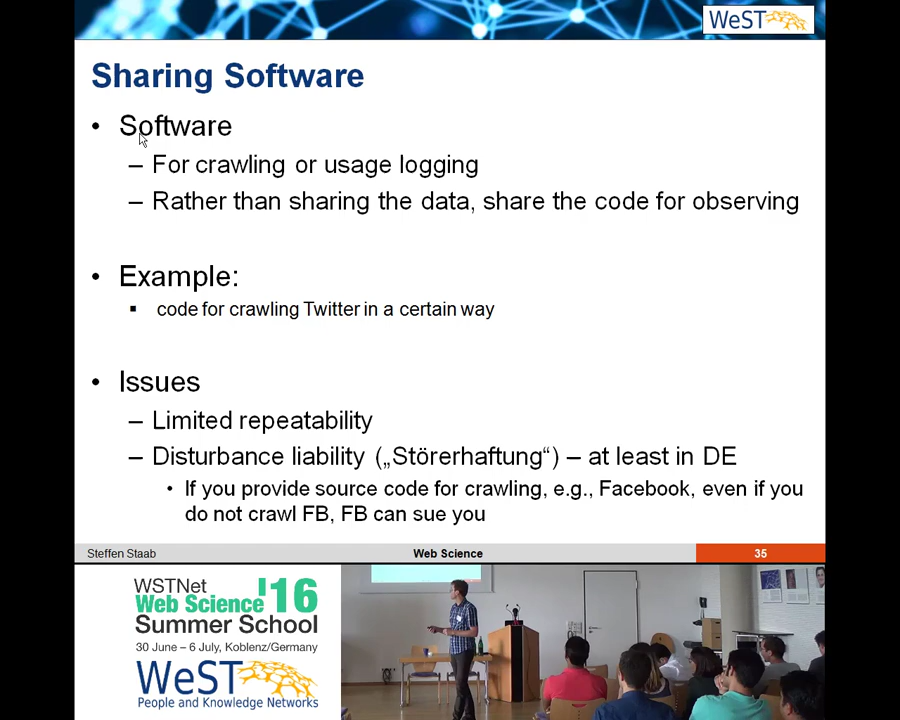 WeST
Sharing Software
• Software
– For crawling or usage logging
– Rather than sharing the data, share the code for observing
• Example:
▪ code for crawling Twitter in a certain way
• Issues
– Limited repeatability
– Disturbance liability („Störerhaftung“) – at least in DE
• If you provide source code for crawling, e.g., Facebook, even if you
do not crawl FB, FB can sue you
Steffen Staab Web Science 35
WSTNet
Web Science '16
Summer School
30 June – 6 July, Koblenz/Germany
WeST
People and Knowledge Networks